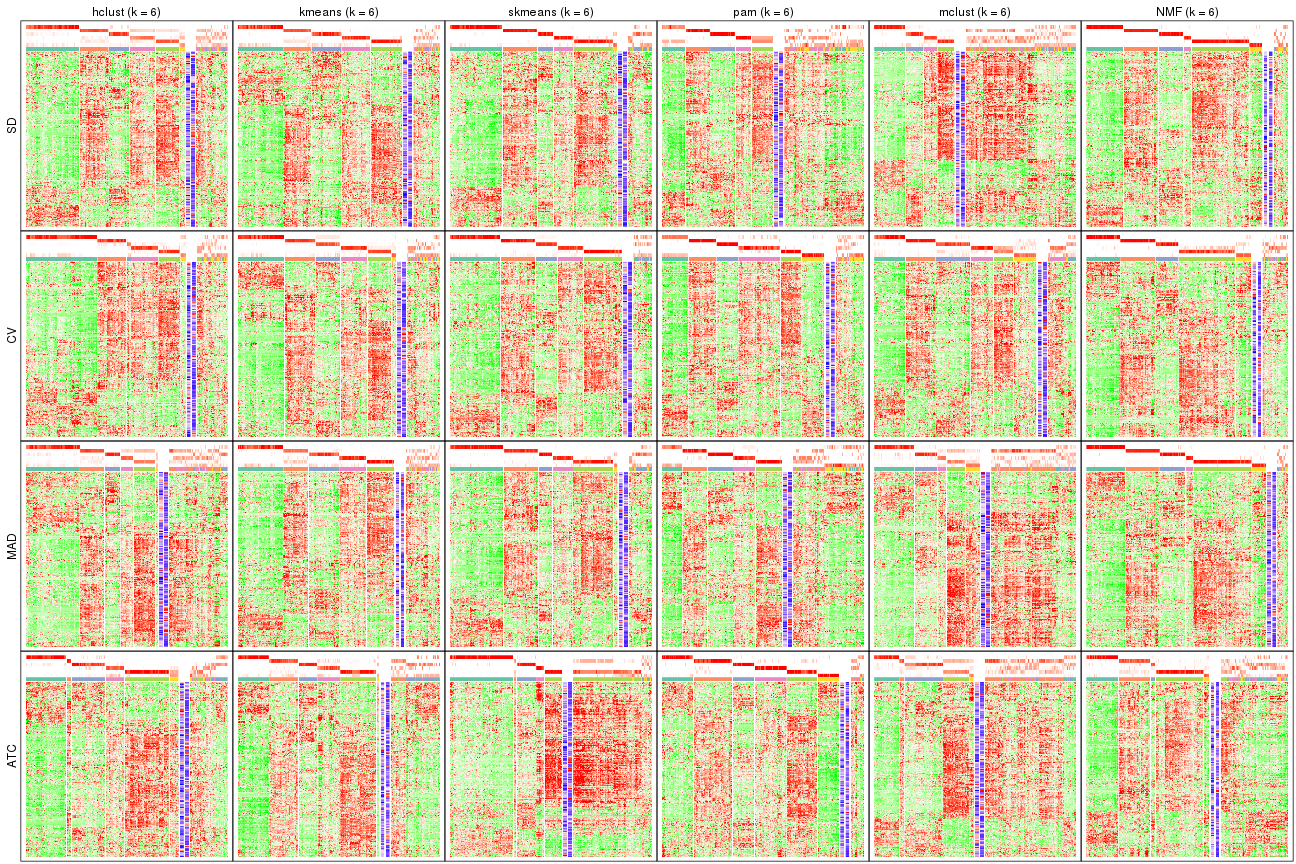 hclust (k = 6) kmeans (k = 6) skmeans (k = 6) pam (k = 6) mclust (k = 6) NMF (k = 6)
SD
CV
MAD
ATC